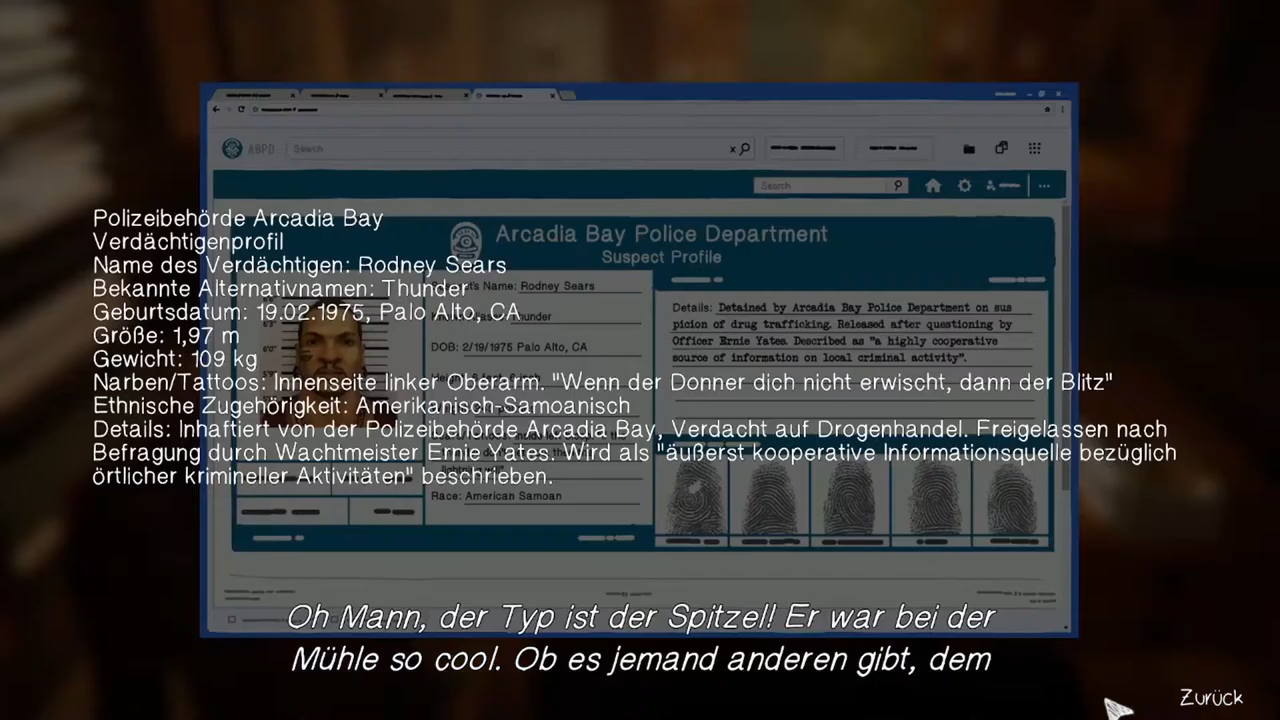 ABPD
Search
Search
Arcadia Bay Police Department
Suspect Profile
Polizeibehörde Arcadia Bay
Verdächtigenprofil
Name des Verdächtigen: Rodney Sears
Bekannte Alternativnamen: Thunder
Geburtsdatum: 19.02.1975, Palo Alto, CA
Größe: 1,97 m
Gewicht: 109 kg
Narben/Tattoos: Innenseite linker Oberarm. "Wenn der Donner dich nicht erwischt, dann der Blitz"
Ethnische Zugehörigkeit: Amerikanisch-Samoanisch
Details: Inhaftiert von der Polizeibehörde Arcadia Bay, Verdacht auf Drogenhandel. Freigelassen nach
Befragung durch Wachtmeister Ernie Yates. Wird als "äußerst kooperative Informationsquelle bezüglich
örtlicher krimineller Aktivitäten" beschrieben.
Name: Rodney Sears
DOB: 2/19/1975 Palo Alto, CA
Race: American Samoan
Details: Detained by Arcadia Bay Police Department on sus
picion of drug trafficking. Released after questioning by
Officer Ernie Yates. Described as "a highly cooperative
source of information on local criminal activity".
Oh Mann, der Typ ist der Spitzel! Er war bei der
Mühle so cool. Ob es jemand anderen gibt, dem
Zurück